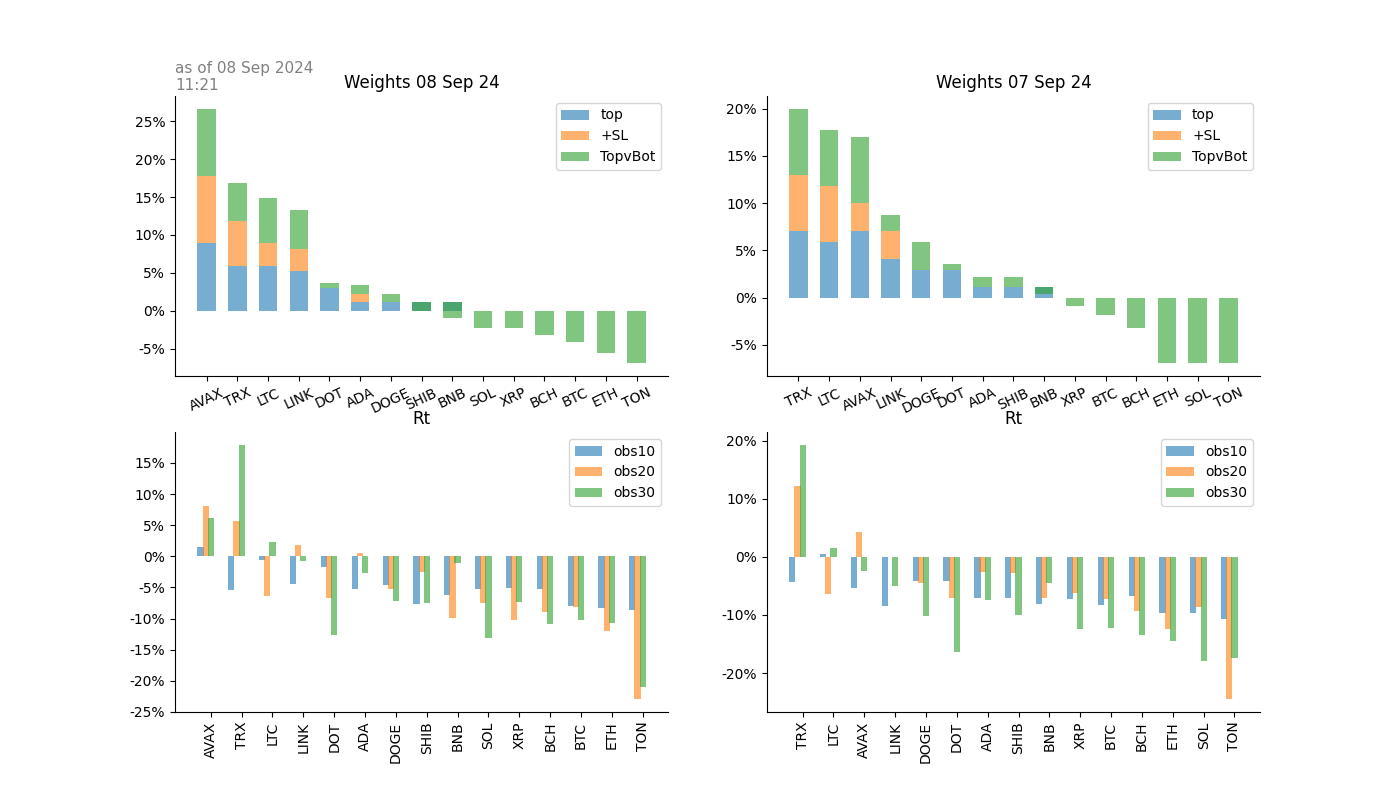 as of 08 Sep 2024
11:21
Weights 08 Sep 24
25%
20%
15%
10%
5%
0%
-5%
top
+SL
TopvBot
AVAX TRX LTC LINK DOT ADA DOGE SHIB BNB SOL XRP BCH BTC ETH TON
Weights 07 Sep 24
20%
15%
10%
5%
0%
-5%
top
+SL
TopvBot
TRX LTC AVAX LINK DOGE DOT ADA SHIB BNB XRP BTC BCH ETH SOL TON
Rt
15%
10%
5%
0%
-5%
-10%
-15%
-20%
-25%
obs10
obs20
obs30
AVAX TRX LTC LINK DOT ADA DOGE SHIB BNB SOL XRP BCH BTC ETH TON
Rt
20%
10%
0%
-10%
-20%
obs10
obs20
obs30
TRX LTC AVAX LINK DOGE DOT ADA SHIB BNB XRP BTC BCH ETH SOL TON